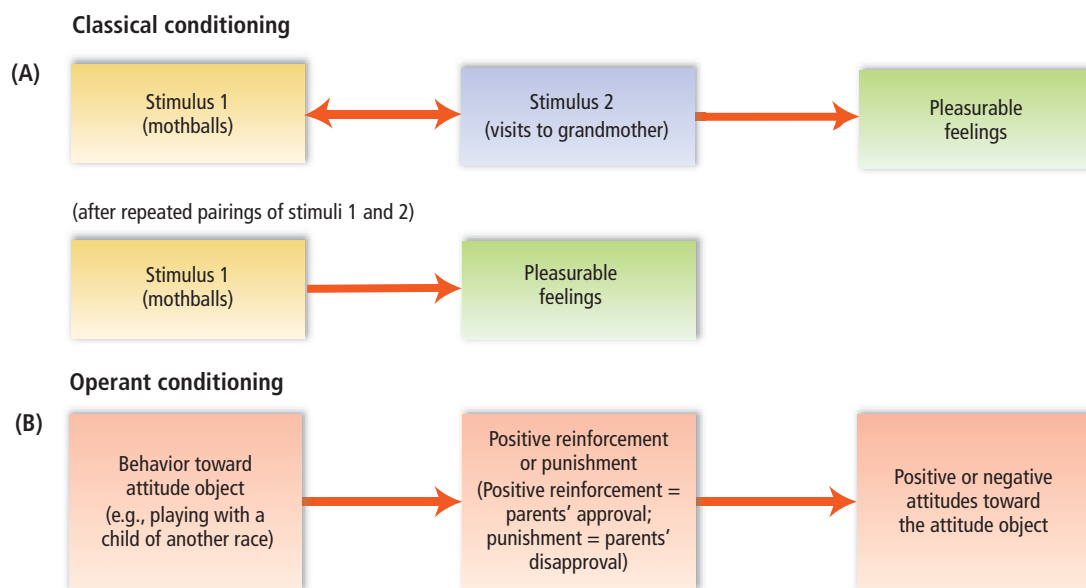 Classical conditioning
(A)
Stimulus 1
(mothballs)
Stimulus 2
(visits to grandmother)
Pleasurable
feelings
(after repeated pairings of stimuli 1 and 2)
Stimulus 1
(mothballs)
Pleasurable
feelings
Operant conditioning
(B)
Behavior toward
attitude object
(e.g., playing with a
child of another race)
Positive reinforcement
or punishment
(Positive reinforcement =
parents’ approval;
punishment = parents’
disapproval)
Positive or negative
attitudes toward
the attitude object